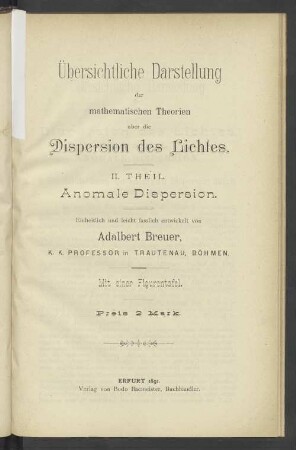 Übersichtliche Darstellung
der
mathematischen Theorien
über die
Dispersion des Lichtes.
II. THEIL.
Anomale Dispersion.
Einheitlich und leicht fasslich entwickelt von
Adalbert Breuer,
K. K. PROFESSOR IN TRAUTENAU, BÖHMEN.
Mit einer Figurentafel.
Preis 2 Mark.
ERFURT 1891.
Verlag von Bodo Bacmeister, Buchhändler.